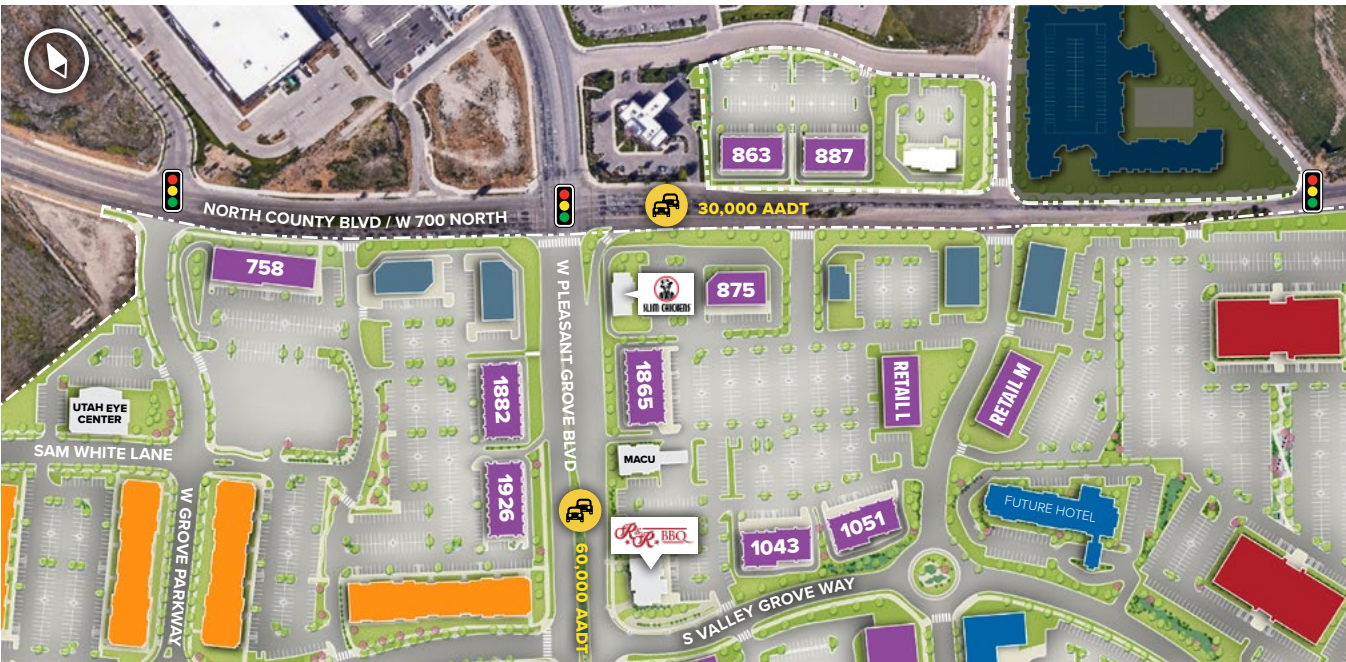 863
887
30,000 AADT
NORTH COUNTY BLVD / W 700 NORTH
758
W PLEASANT GROVE BLVD
SLIM CHICKENS
875
1882
1865
RETAIL L
RETAIL M
UTAH EYE
CENTER
SAM WHITE LANE
MACU
W GROVE PARKWAY
1926
60,000 AADT
R&R BBQ
1043
1051
FUTURE HOTEL
S VALLEY GROVE WAY